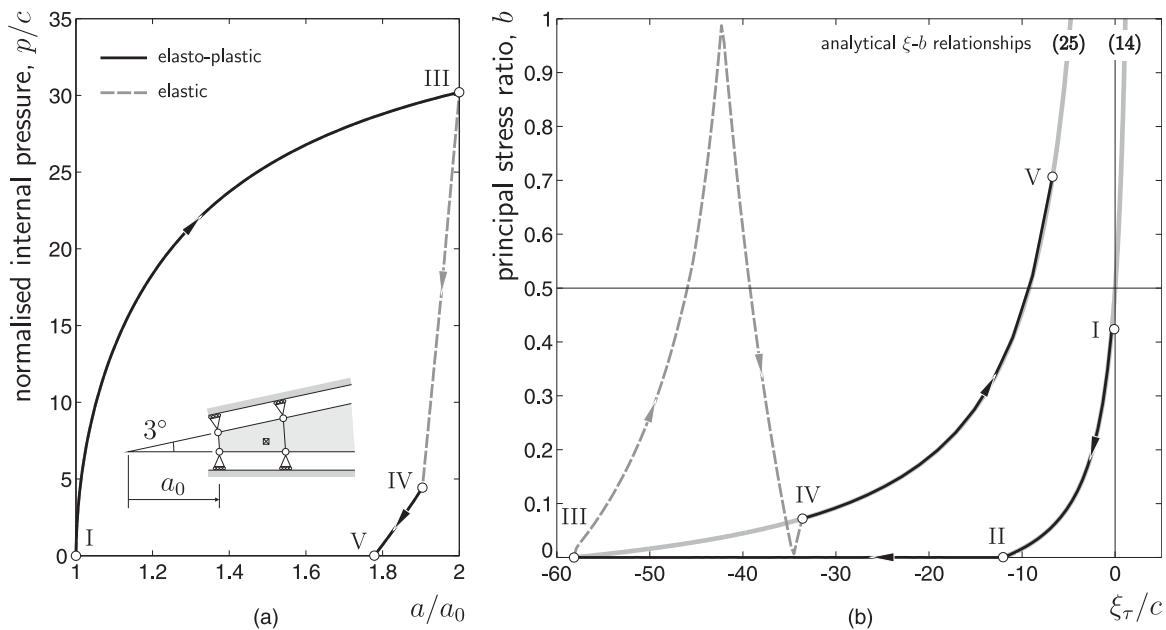 normalised internal pressure, p/c
35
30
25
20
15
10
5
0
elasto-plastic
elastic
III
3°
a₀
IV
V
I
1
1.2
1.4
1.6
1.8
2
a/a₀
(a)
principal stress ratio, b
1
0.9
0.8
0.7
0.6
0.5
0.4
0.3
0.2
0.1
0
analytical ξ-b relationships (25) (14)
V
I
IV
III
II
-60
-50
-40
-30
-20
-10
0
ξτ/c
(b)